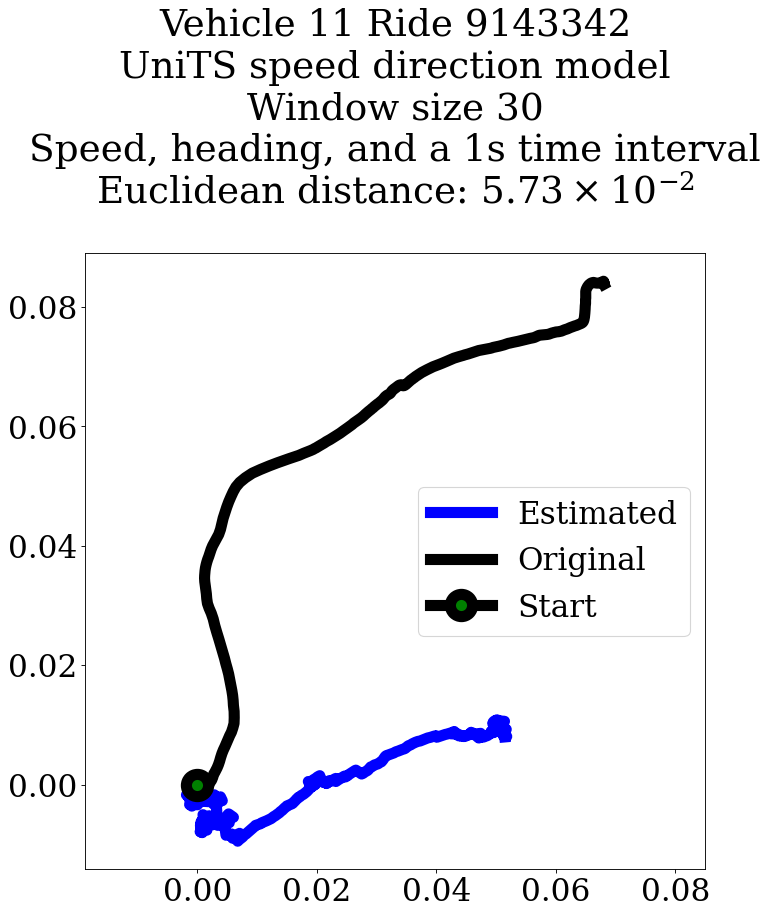 Vehicle 11 Ride 9143342
UniTS speed direction model
Window size 30
Speed, heading, and a 1s time interval
Euclidean distance: 5.73 × 10⁻²
0.08
0.06
0.04
0.02
0.00
Estimated
Original
Start
0.00 0.02 0.04 0.06 0.08